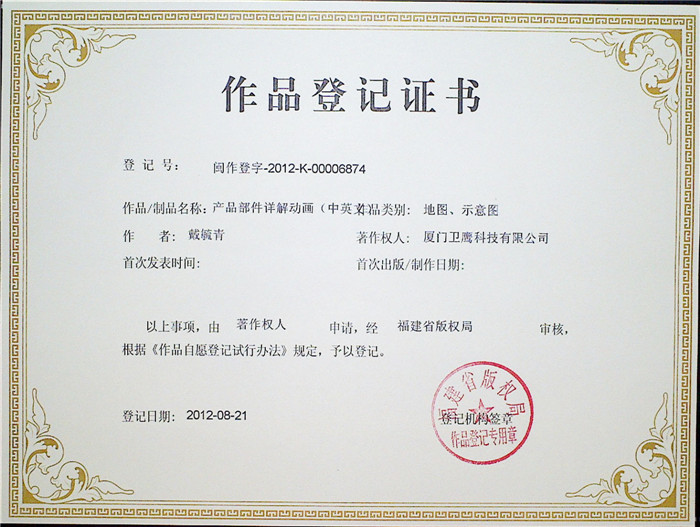 作品登记证书
登 记 号: 闽作登字-2012-K-00006874
作品/制品名称: 产品部件详解动画(中英文 作品类别: 地图、示意图
作 者: 戴毓青 著作权人: 厦门卫鹰科技有限公司
首次发表时间: 首次出版/制作日期:
以上事项,由 著作权人 申请,经 福建省版权局 审核,
根据《作品自愿登记试行办法》规定,予以登记。
登记日期: 2012-08-21
福建省版权局
登记机构签章
作品登记专用章